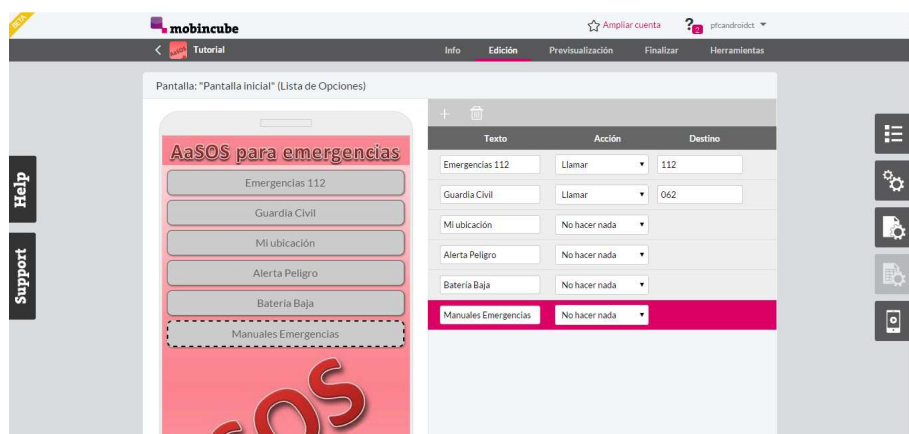 BETA
mobincube
Ampliar cuenta
?2
pfcandroidct
AaSOS
Tutorial
Info Edición Previsualización Finalizar Herramientas
Pantalla: "Pantalla inicial" (Lista de Opciones)
Texto Acción Destino
Emergencias 112 Llamar 112
Guardia Civil Llamar 062
Mi ubicación No hacer nada
Alerta Peligro No hacer nada
Batería Baja No hacer nada
Manuales Emergencias No hacer nada
AaSOS para emergencias
Emergencias 112
Guardia Civil
Mi ubicación
Alerta Peligro
Batería Baja
Manuales Emergencias
SOS
Help
Support